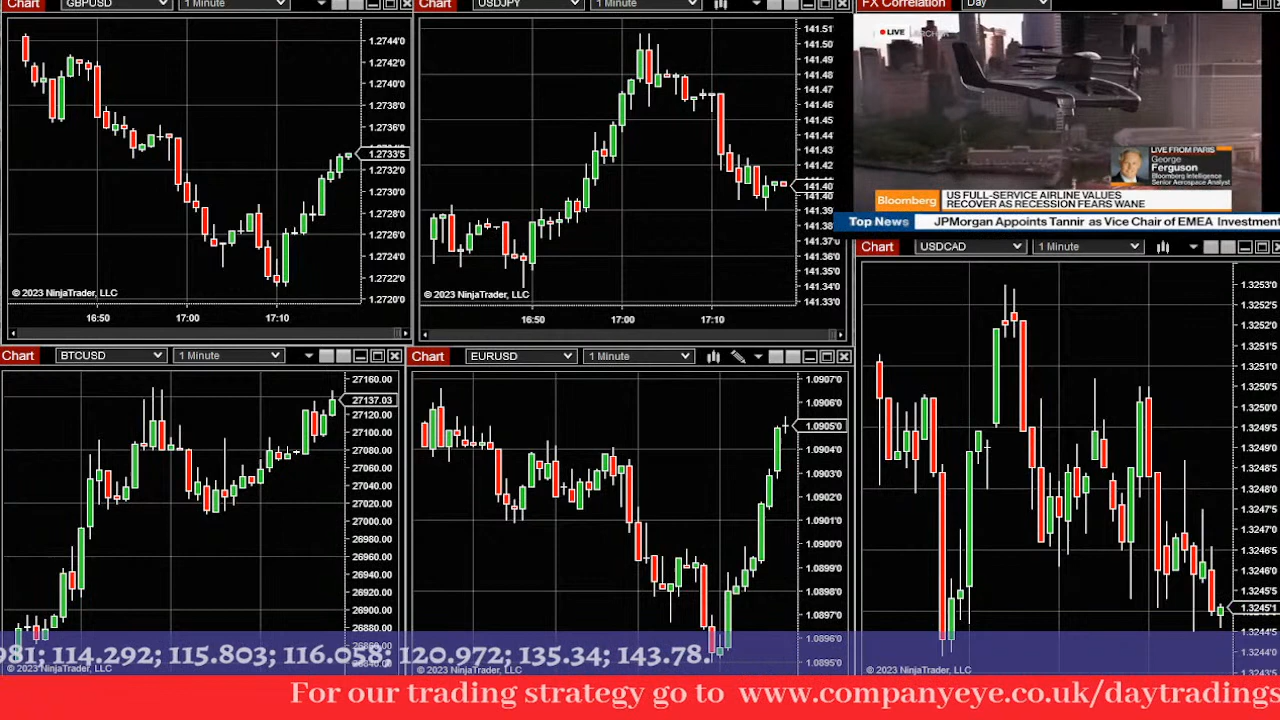 Chart GBPUSD 1 Minute
1.2744'0
1.2742'0
1.2740'0
1.2738'0
1.2736'0
1.2733'5
1.2732'0
1.2730'0
1.2728'0
1.2726'0
1.2724'0
1.2722'0
1.2720'0
© 2023 NinjaTrader, LLC
16:50 17:00 17:10
Chart USDJPY 1 Minute
141.51
141.50
141.48
141.47
141.45
141.44
141.42
141.40
141.39
141.37
141.36
141.35
141.33
© 2023 NinjaTrader, LLC
16:50 17:00 17:10
FX Correlation Day
LIVE ARCHER
LIVE FROM PARIS
George
Ferguson
Bloomberg Intelligence
Senior Aerospace Analyst
Bloomberg
US FULL-SERVICE AIRLINE VALUES
RECOVER AS RECESSION FEARS WANE
Top News JPMorgan Appoints Tannir as Vice Chair of EMEA Investment
Chart USDCAD 1 Minute
1.3253'0
1.3252'5
1.3252'0
1.3251'5
1.3251'0
1.3250'5
1.3250'0
1.3249'5
1.3249'0
1.3248'5
1.3248'0
1.3247'5
1.3247'0
1.3246'5
1.3246'0
1.3245'5
1.3245'1
1.3244'5
1.3244'0
© 2023 NinjaTrader, LLC
Chart BTCUSD 1 Minute
27160.00
27137.03
27120.00
27100.00
27080.00
27060.00
27040.00
27020.00
27000.00
26980.00
26960.00
26940.00
26920.00
26900.00
26880.00
© 2023 NinjaTrader, LLC
Chart EURUSD 1 Minute
1.0907'0
1.0906'0
1.0905'0
1.0904'0
1.0903'0
1.0902'0
1.0901'0
1.0900'0
1.0899'0
1.0898'0
1.0897'0
1.0896'0
1.0895'0
© 2023 NinjaTrader, LLC
981; 114.292; 115.803; 116.058; 120.972; 135.34; 143.78.
For our trading strategy go to www.companyeye.co.uk/daytradings